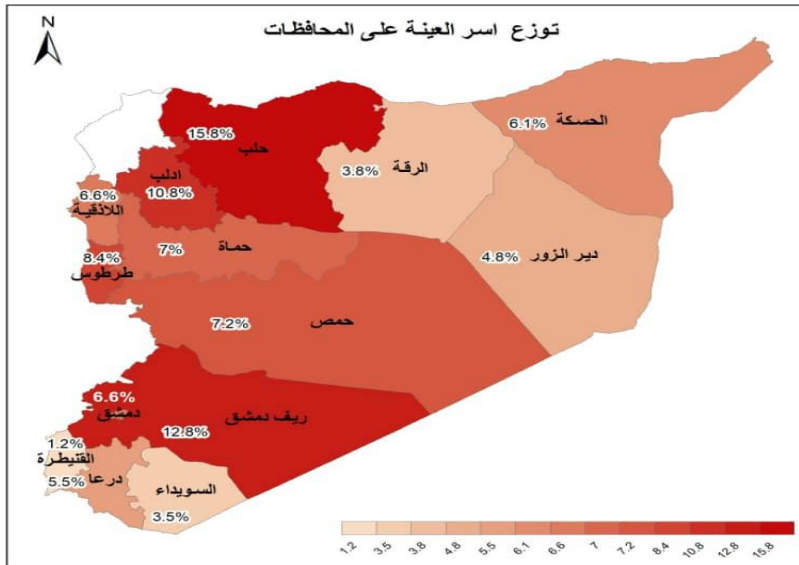 توزع اسر العينة على المحافظات
N
15.8%
حلب
6.1%
الحسكة
3.8%
الرقة
ادلب
10.8%
6.6%
اللاذقية
7%
حماة
4.8%
دير الزور
8.4%
طرطوس
7.2%
حمص
6.6%
دمشق
12.8%
ريف دمشق
1.2%
القنيطرة
5.5%
درعا
السويداء
3.5%
1.2 3.5 3.8 4.8 5.5 6.1 6.6 7 7.2 8.4 10.8 12.8 15.8